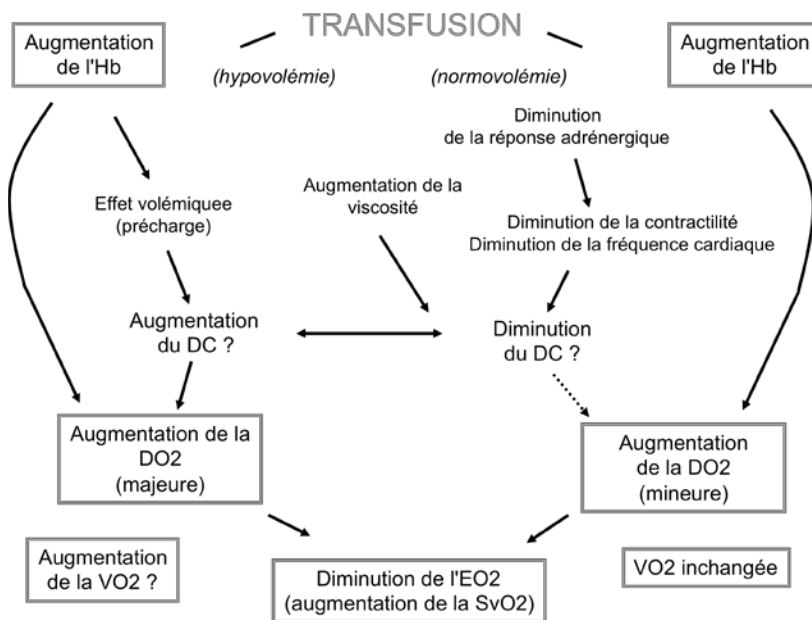 TRANSFUSION
Augmentation
de l'Hb
(hypovolémie)
(normovolémie)
Augmentation
de l'Hb
Diminution
de la réponse adrénergique
Effet volémiquee
(précharge)
Augmentation de la
viscosité
Diminution de la contractilité
Diminution de la fréquence cardiaque
Augmentation
du DC ?
Diminution
du DC ?
Augmentation de la
DO2
(majeure)
Augmentation
de la DO2
(mineure)
Augmentation
de la VO2 ?
Diminution de l'EO2
(augmentation de la SvO2)
VO2 inchangée